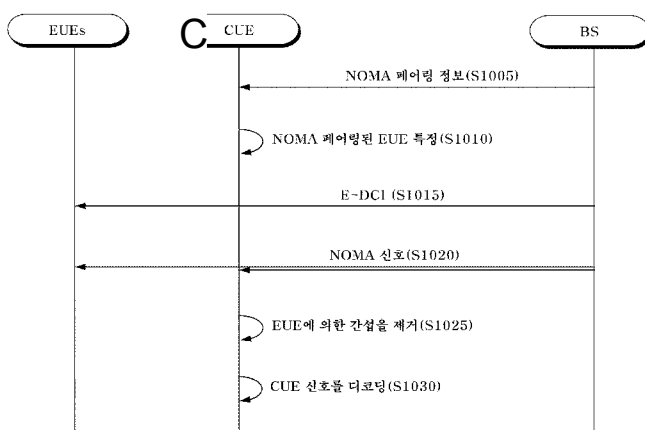 EUEs
C
CUE
BS
NOMA 페어링 정보(S1005)
NOMA 페어링된 EUE 특정(S1010)
E-DCI (S1015)
NOMA 신호(S1020)
EUE에 의한 간섭을 제거(S1025)
CUE 신호를 디코딩(S1030)